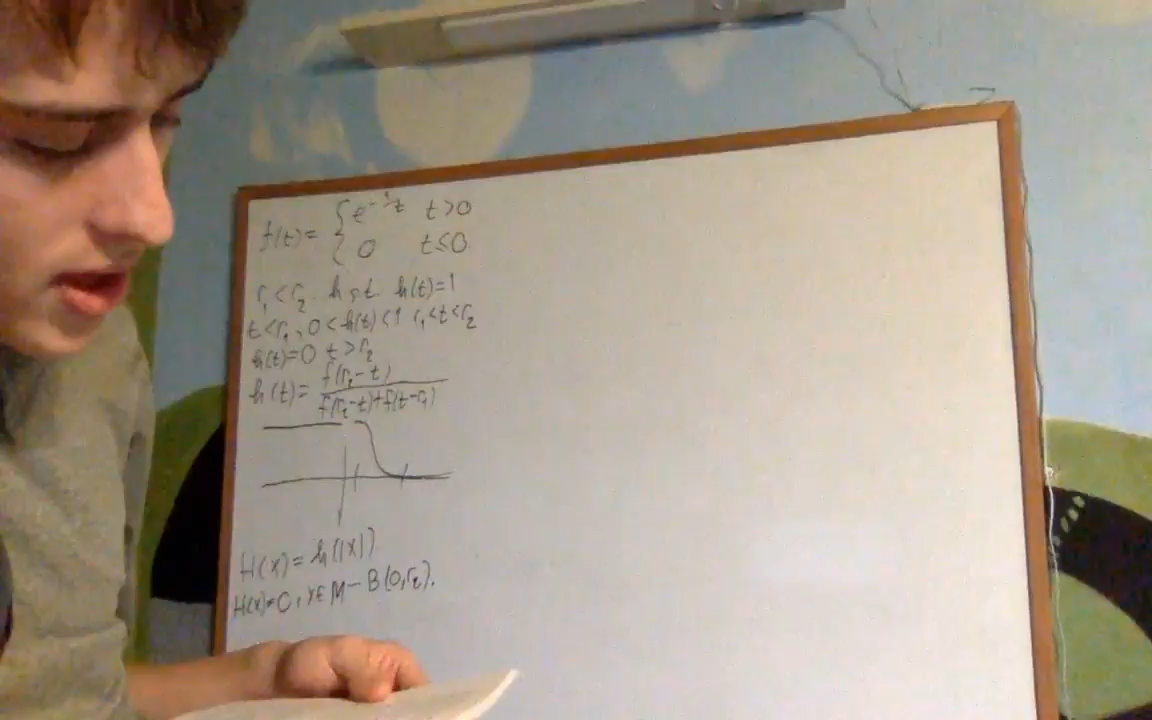 f(t) = { e^{-1/t} t > 0
0 t ≤ 0
r₁ < r₂ . h s.t. h(t)=1
t < r₁, 0 < h(t) < 1 r₁ < t < r₂
h(t)=0 t > r₂
h(t) = f(r₂-t) / f(r₂-t)+f(t-r₁)
H(x) = h(|x|)
H(x)=0, x∈M-B(0,r₂).